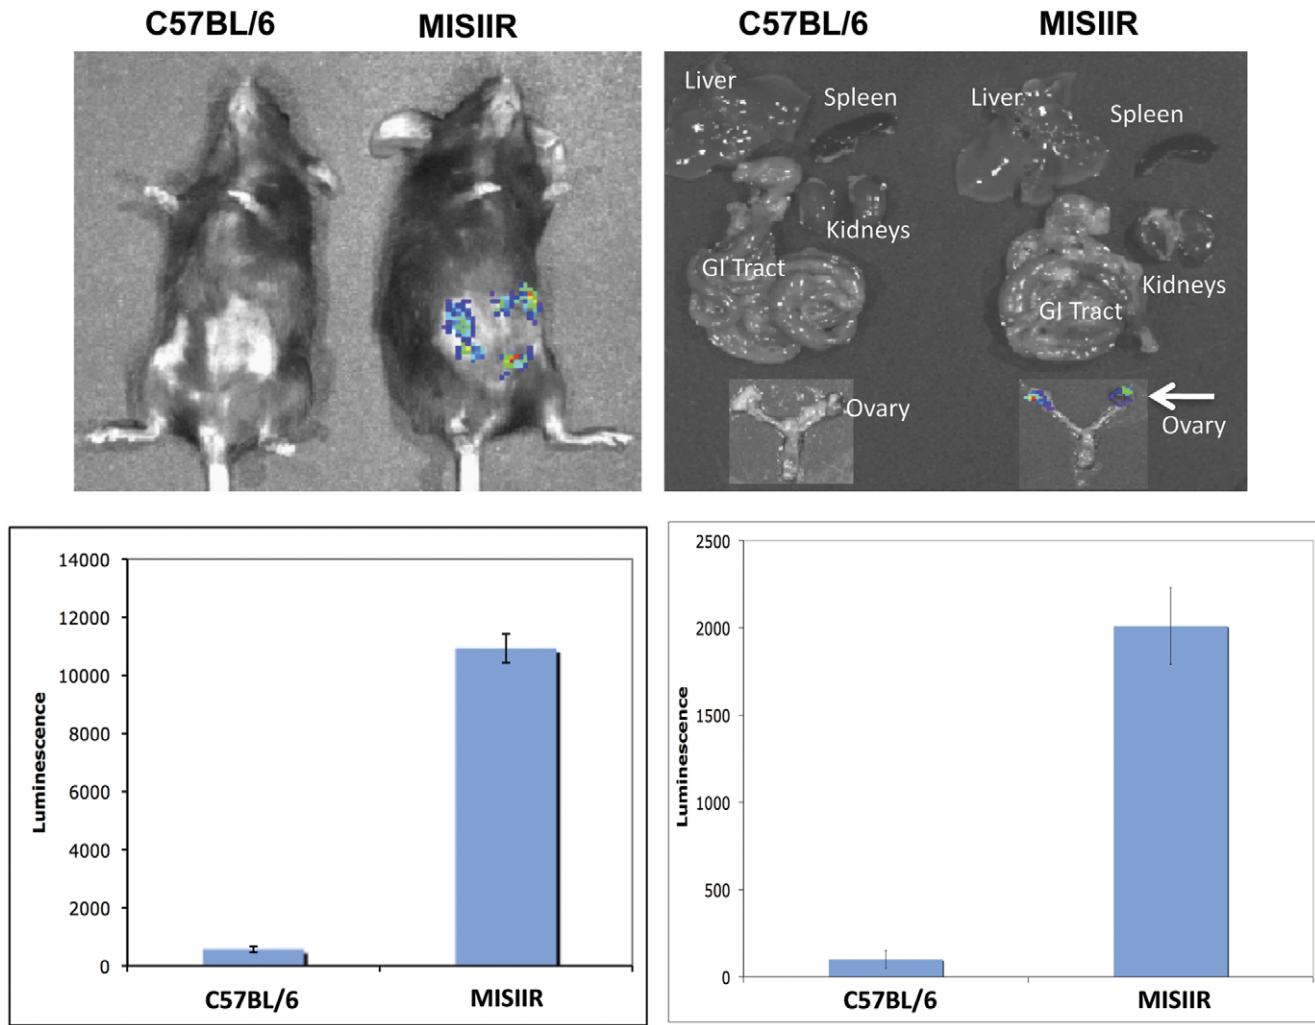 C57BL/6
MISIIR
C57BL/6
MISIIR
Liver
Spleen
Kidneys
GI Tract
Ovary
Liver
Spleen
Kidneys
GI Tract
Ovary
14000
12000
10000
8000
6000
4000
2000
0
Luminescence
C57BL/6
MISIIR
2500
2000
1500
1000
500
0
Luminescence
C57BL/6
MISIIR